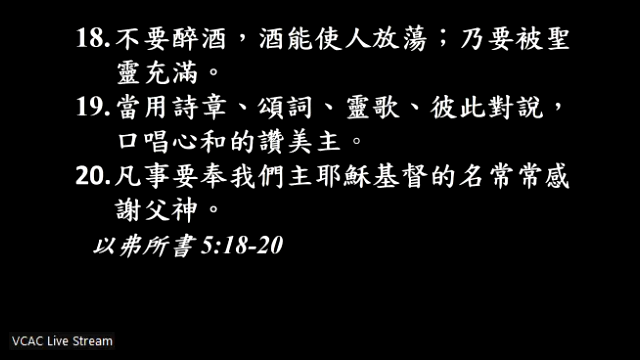 18.不要醉酒，酒能使人放蕩；乃要被聖
靈充滿。
19.當用詩章、頌詞、靈歌、彼此對說，
口唱心和的讚美主。
20.凡事要奉我們主耶穌基督的名常常感
謝父神。
以弗所書 5:18-20
VCAC Live Stream